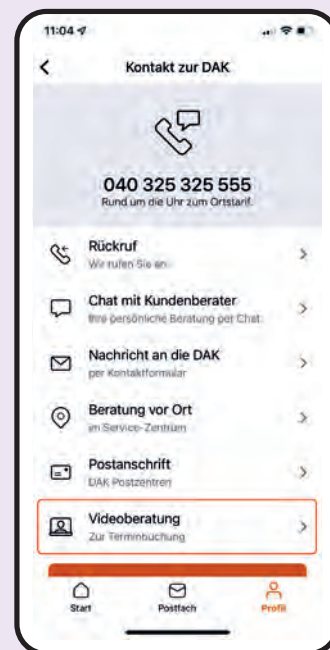 11:04
Kontakt zur DAK
040 325 325 555
Rund um die Uhr zum Ortstarif.
Rückruf
Wir rufen Sie an.
Chat mit Kundenberater
Ihre persönliche Beratung per Chat.
Nachricht an die DAK
per Kontaktformular
Beratung vor Ort
im Service-Zentrum
Postanschrift
DAK Postzentren
Videoberatung
Zur Terminbuchung
Start
Postfach
Profil